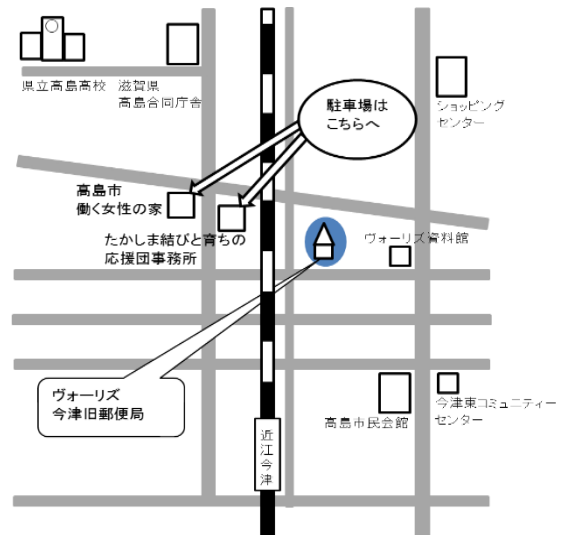 県立高島高校
滋賀県
高島合同庁舎
駐車場は
こちらへ
ショッピング
センター
高島市
働く女性の家
たかしま結びと育ちの
応援団事務所
ヴォーリズ資料館
ヴォーリズ
今津旧郵便局
近江今津
高島市民会館
今津東コミュニティー
センター